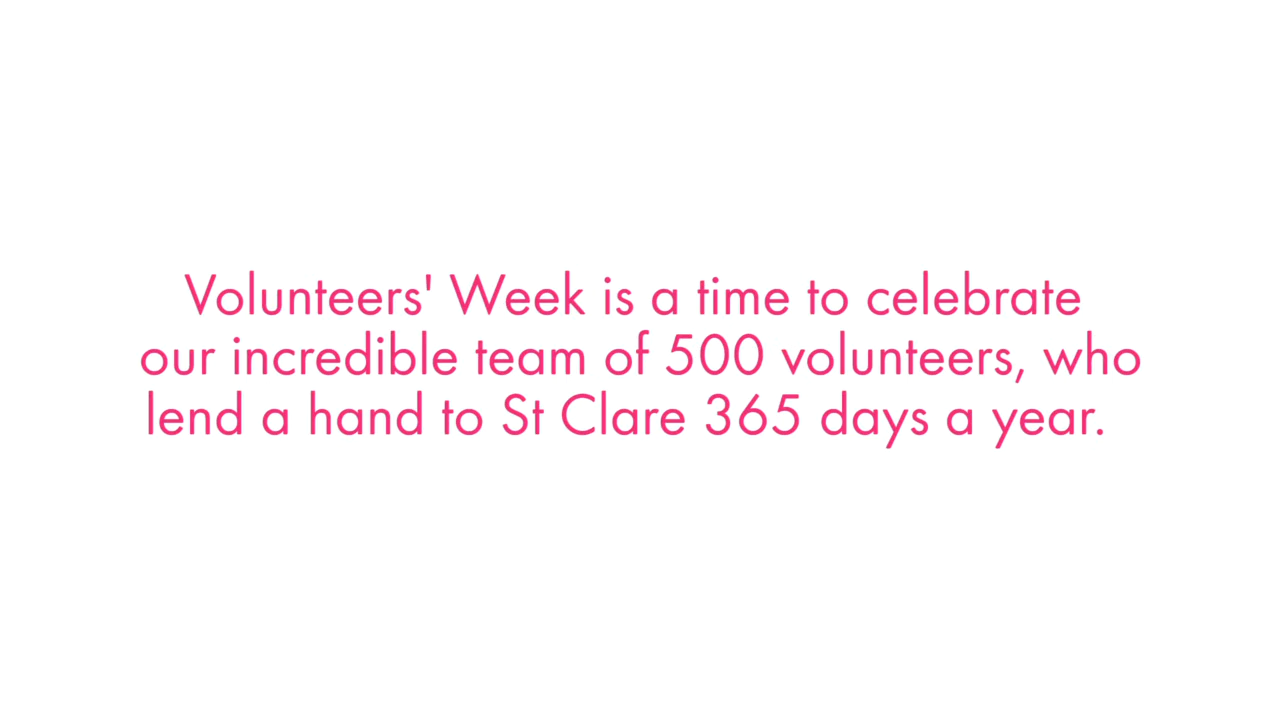 Volunteers' Week is a time to celebrate
our incredible team of 500 volunteers, who
lend a hand to St Clare 365 days a year.